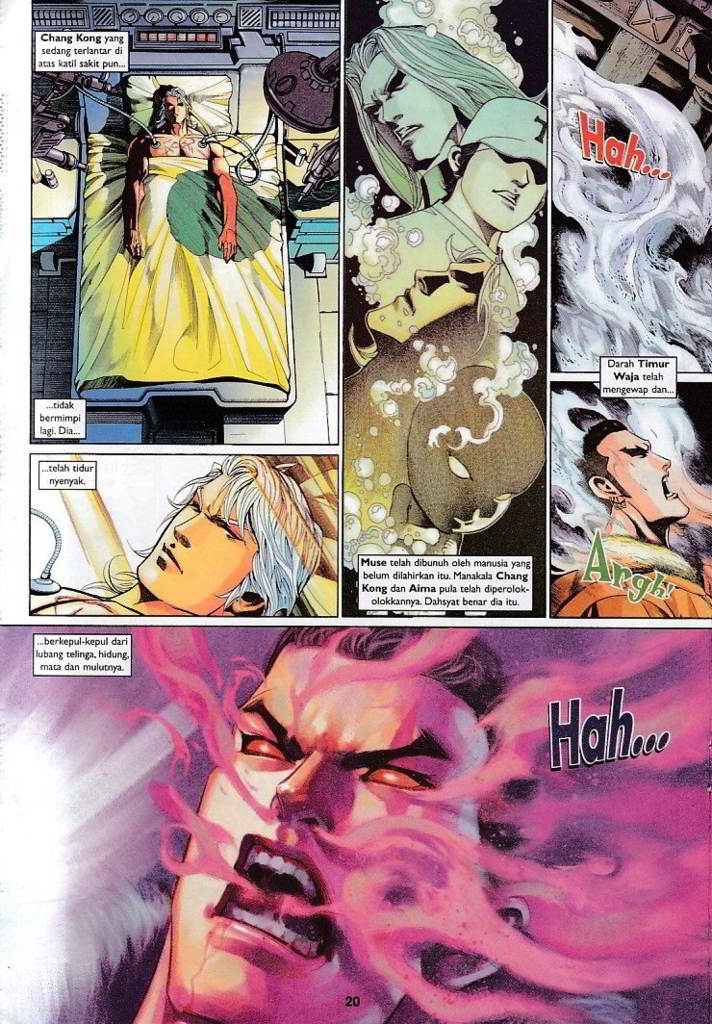 Chang Kong yang
sedang terlantar di
atas katil sakit pun...
...tidak
bermimpi
lagi. Dia...
...telah tidur
nyenyak.
T
Muse telah dibunuh oleh manusia yang
belum dilahirkan itu. Manakala Chang
Kong dan Aima pula telah diperolok-
olokkannya. Dahsyat benar dia itu.
Hah...
Darah Timur
Waja telah
mengewap dan...
Argh!
...berkepul-kepul dari
lubang telinga, hidung,
mata dan mulutnya.
Hah...
20